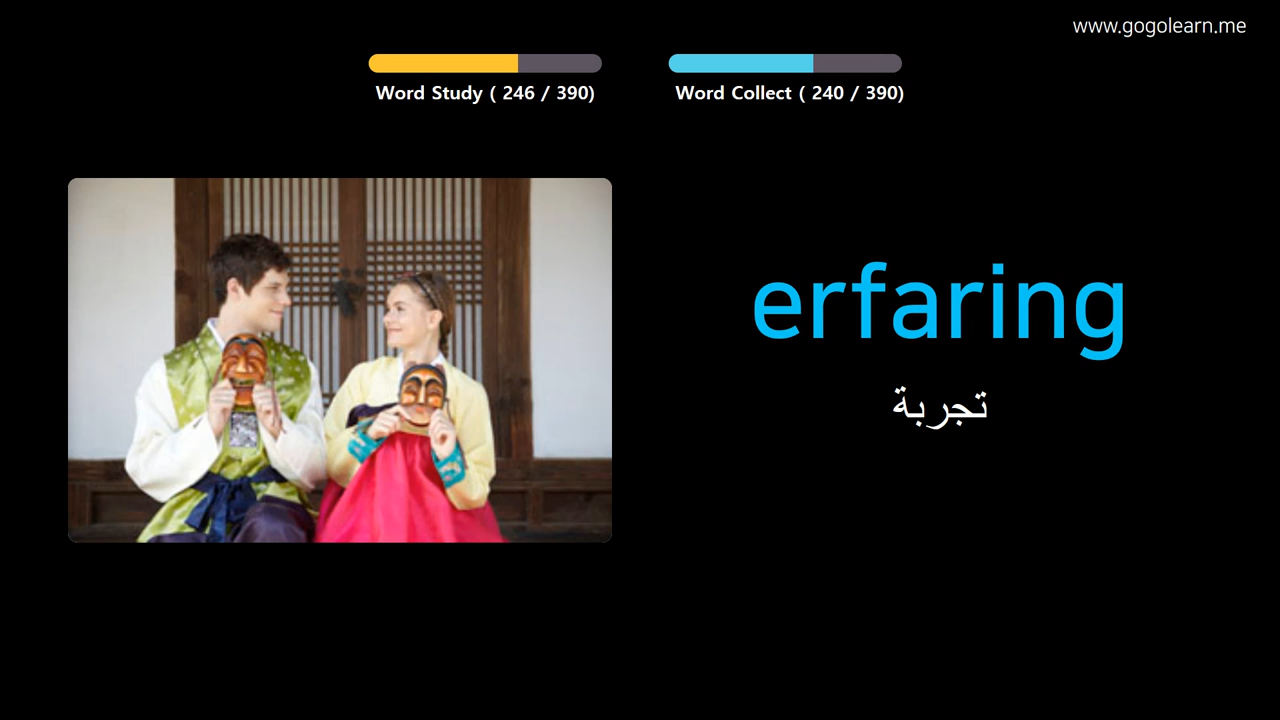 www.gogolearn.me
Word Study ( 246 / 390)
Word Collect ( 240 / 390)
erfaring
تجربة